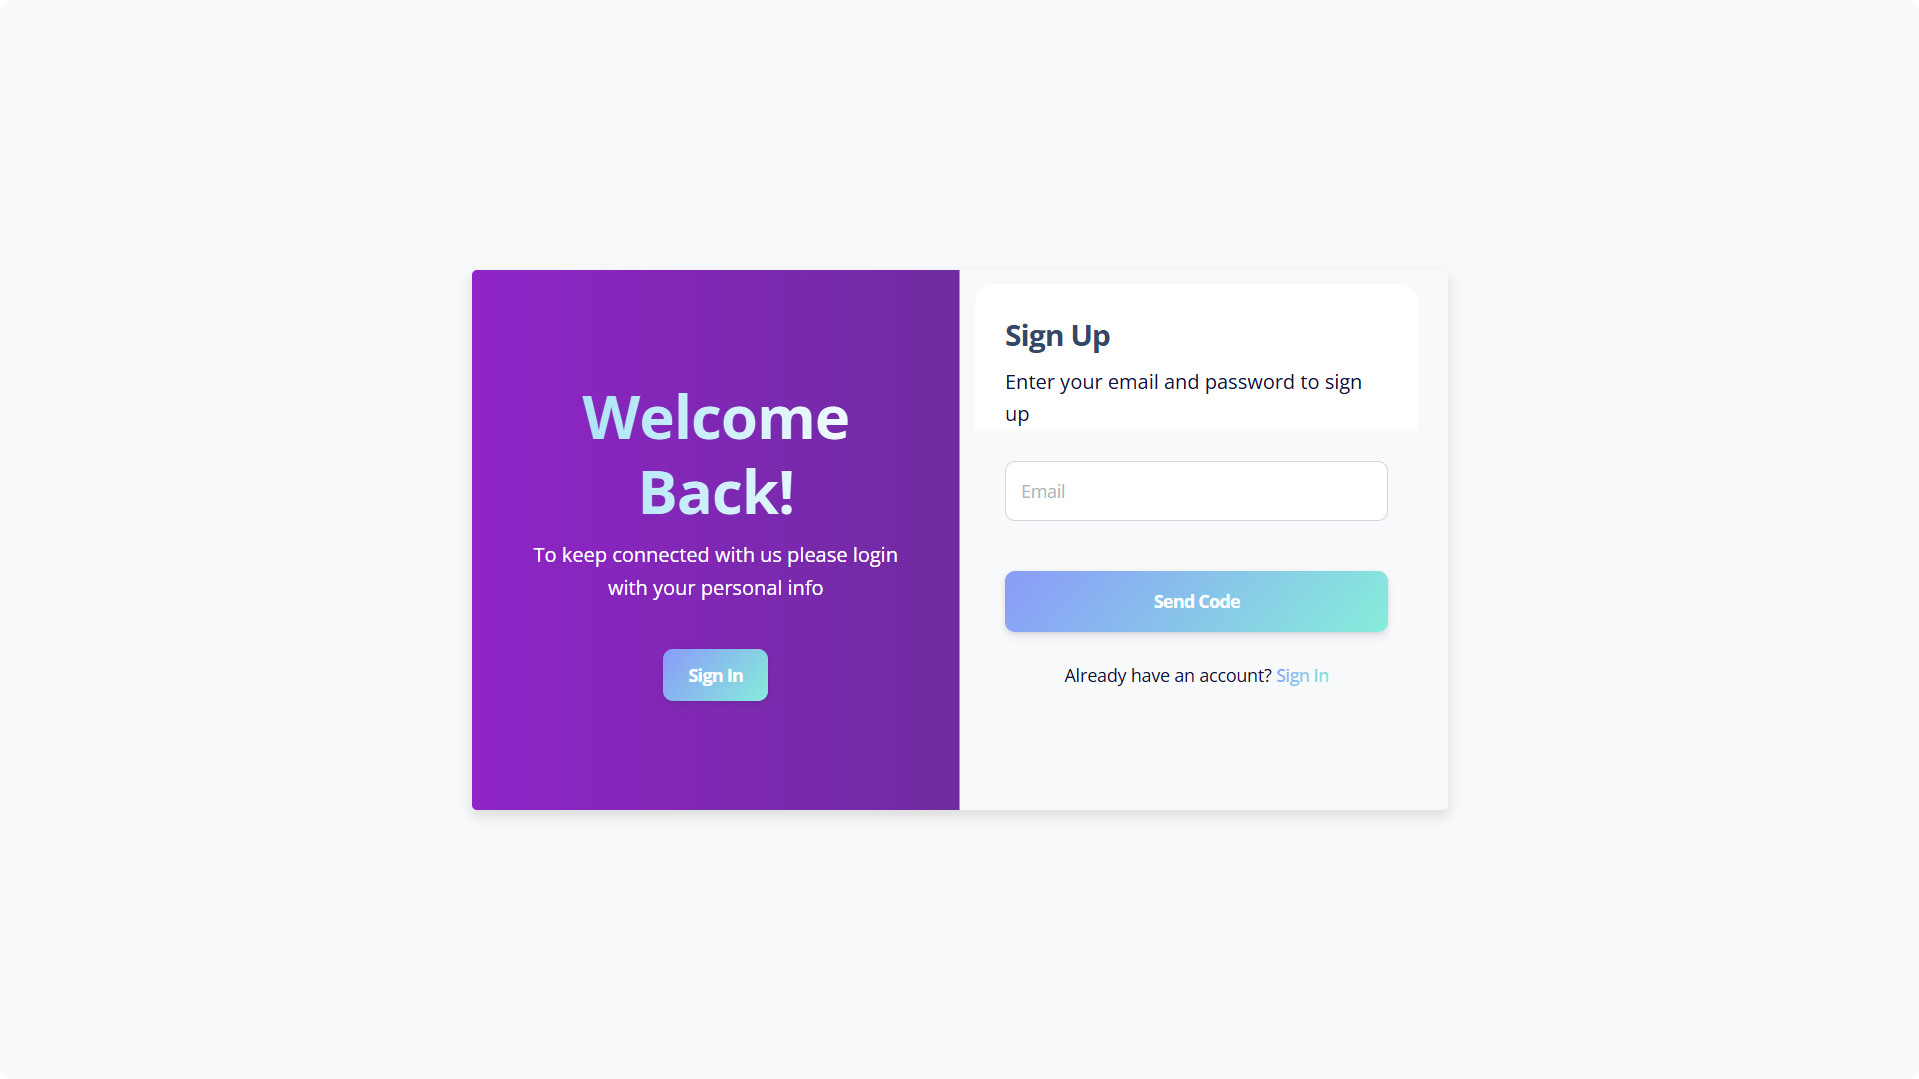 Welcome
Back!
To keep connected with us please login
with your personal info
Sign In
Sign Up
Enter your email and password to sign
up
Email
Send Code
Already have an account? Sign In